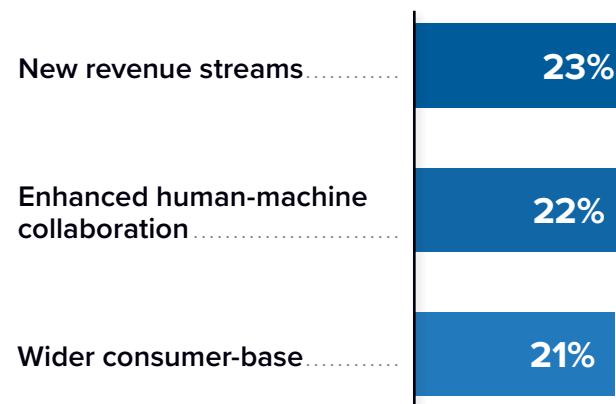 New revenue streams............ 23%
Enhanced human-machine
collaboration.......................... 22%
Wider consumer-base............ 21%